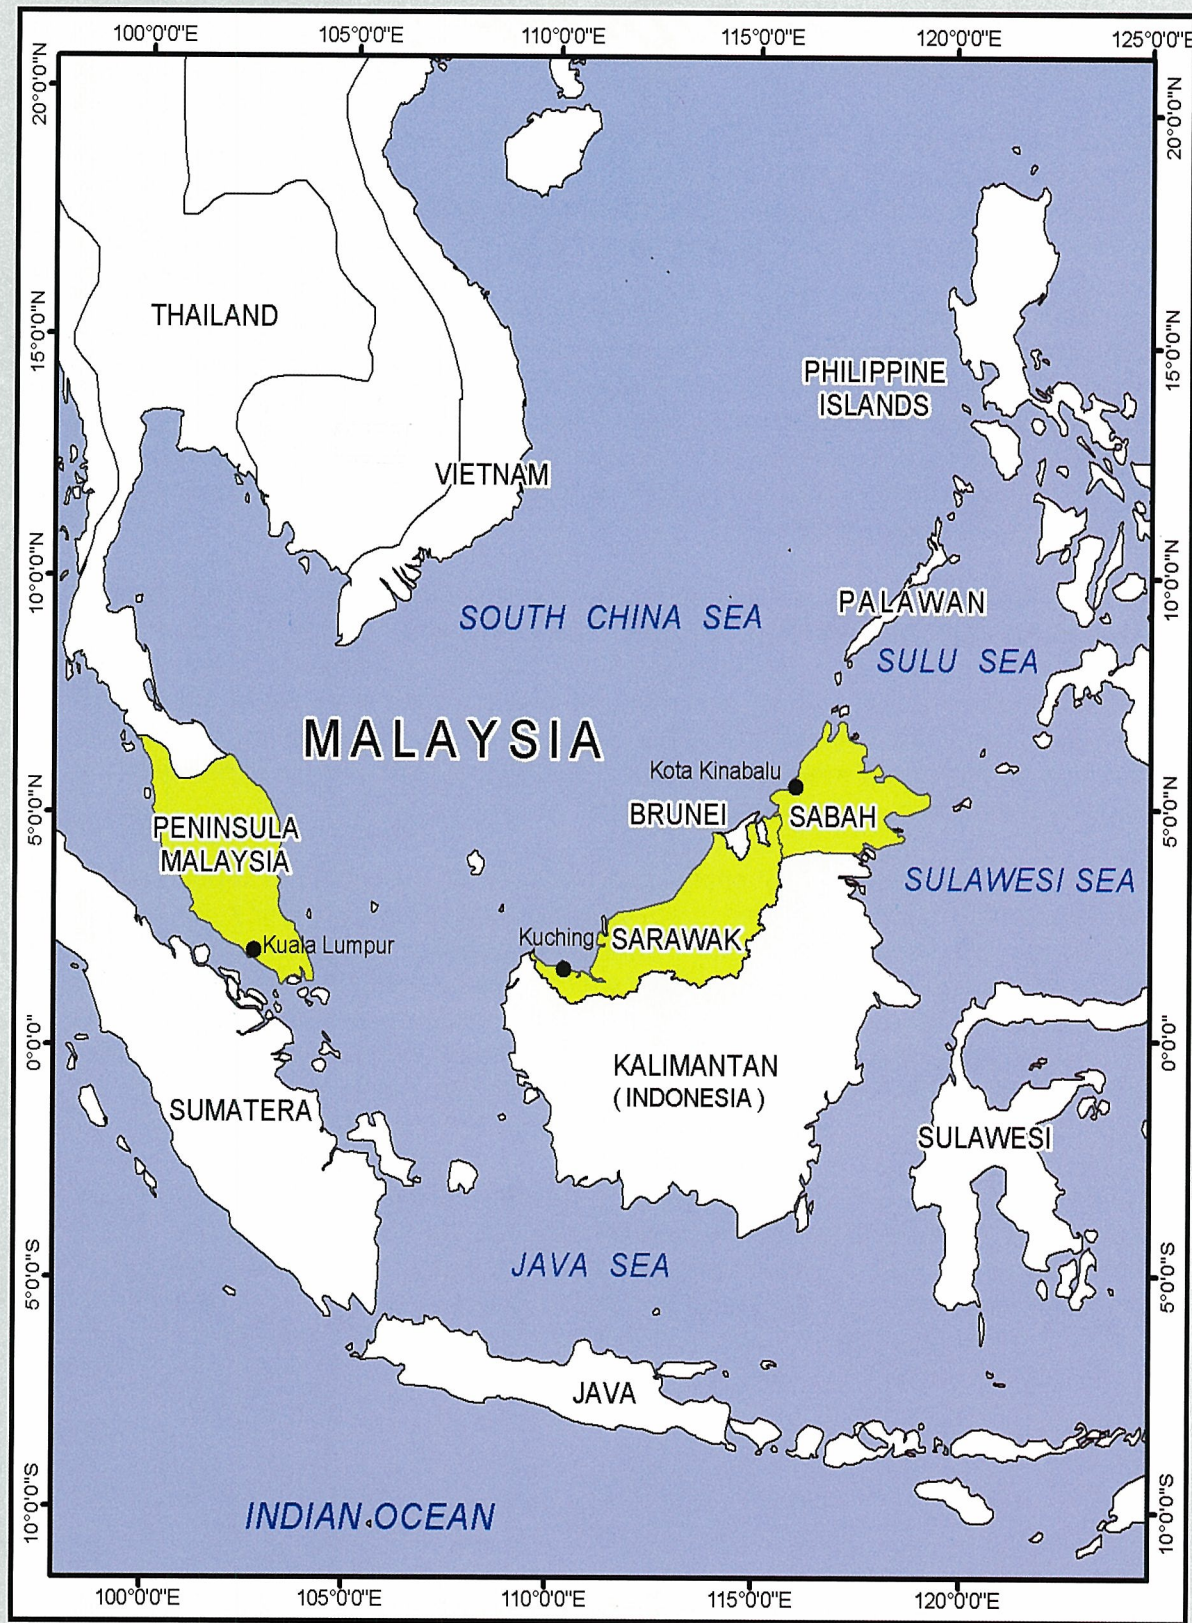 100°0'0"E
105°0'0"E
110°0'0"E
115°0'0"E
120°0'0"E
125°0'0"E
20°0'0"N
20°0'0"N
THAILAND
15°0'0"N
15°0'0"N
PHILIPPINE
ISLANDS
VIETNAM
10°0'0"N
10°0'0"N
SOUTH CHINA SEA
PALAWAN
SULU SEA
MALAYSIA
Kota Kinabalu
BRUNEI
SABAH
5°0'0"N
5°0'0"N
PENINSULA
MALAYSIA
SULAWESI SEA
Kuala Lumpur
Kuching
SARAWAK
0°0'0"
0°0'0"
KALIMANTAN
(INDONESIA)
SUMATERA
SULAWESI
5°0'0"S
5°0'0"S
JAVA SEA
JAVA
10°0'0"S
10°0'0"S
INDIAN OCEAN
100°0'0"E
105°0'0"E
110°0'0"E
115°0'0"E
120°0'0"E